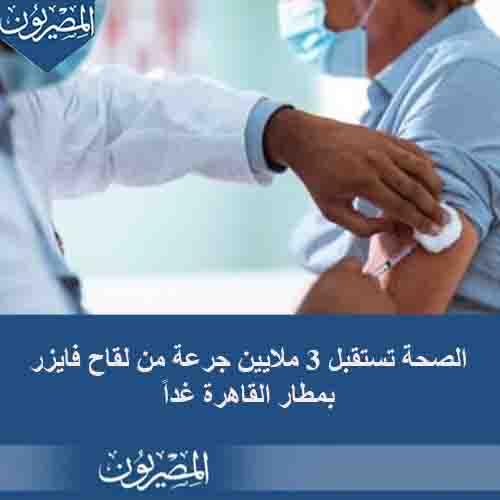 المصريون
الصحة تستقبل 3 ملايين جرعة من لقاح فايزر
بمطار القاهرة غداً
المصريون